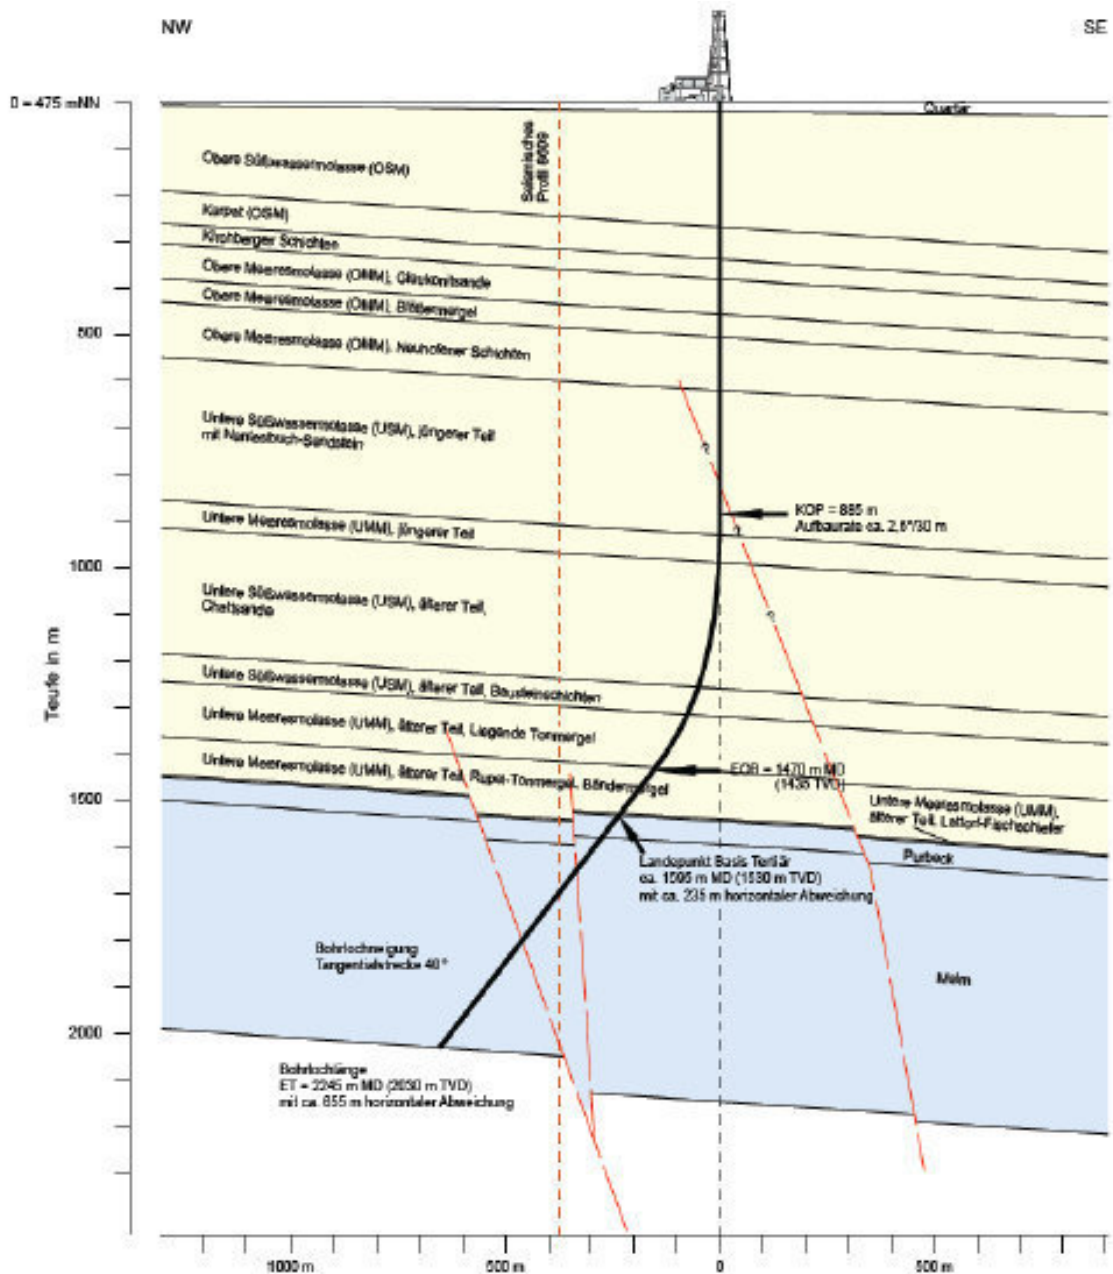 NW
SE
0 = 475 mNN
Quartär
Seismisches
Profil
Obere Süßwassermolasse (OSM)
Karpat (OSM)
Kirchberger Schichten
Obere Meeresmolasse (OMM), Glaukonitsande
Obere Meeresmolasse (OMM), Blättermergel
500
Obere Meeresmolasse (OMM), Neuhofener Schichten
Untere Süßwassermolasse (USM), jüngerer Teil
mit Nantesbuch-Sandstein
?
KOP = 885 m
Aufbaurate ca. 2,5°/30 m
Untere Meeresmolasse (UMM), jüngerer Teil
?
1000
Untere Süßwassermolasse (USM), älterer Teil,
Chattsande
?
Teufe in m
Untere Süßwassermolasse (USM), älterer Teil, Bausteinschichten
Untere Meeresmolasse (UMM), älterer Teil, Liegende Tonmergel
Untere Meeresmolasse (UMM), älterer Teil, Rupel-Tonmergel, Bändermergel
EOB = 1470 m MD
(1435 TVD)
1500
Untere Meeresmolasse (UMM),
älterer Teil, Lattorf-Fischschiefer
Purbeck
Landepunkt Basis Tertiär
ca. 1595 m MD (1530 m TVD)
mit ca. 235 m horizontaler Abweichung
Bohrlochneigung
Tangentialstrecke 40°
Malm
2000
Bohrlochlänge
ET = 2245 m MD (2030 m TVD)
mit ca. 655 m horizontaler Abweichung
1000 m
500 m
0
500 m